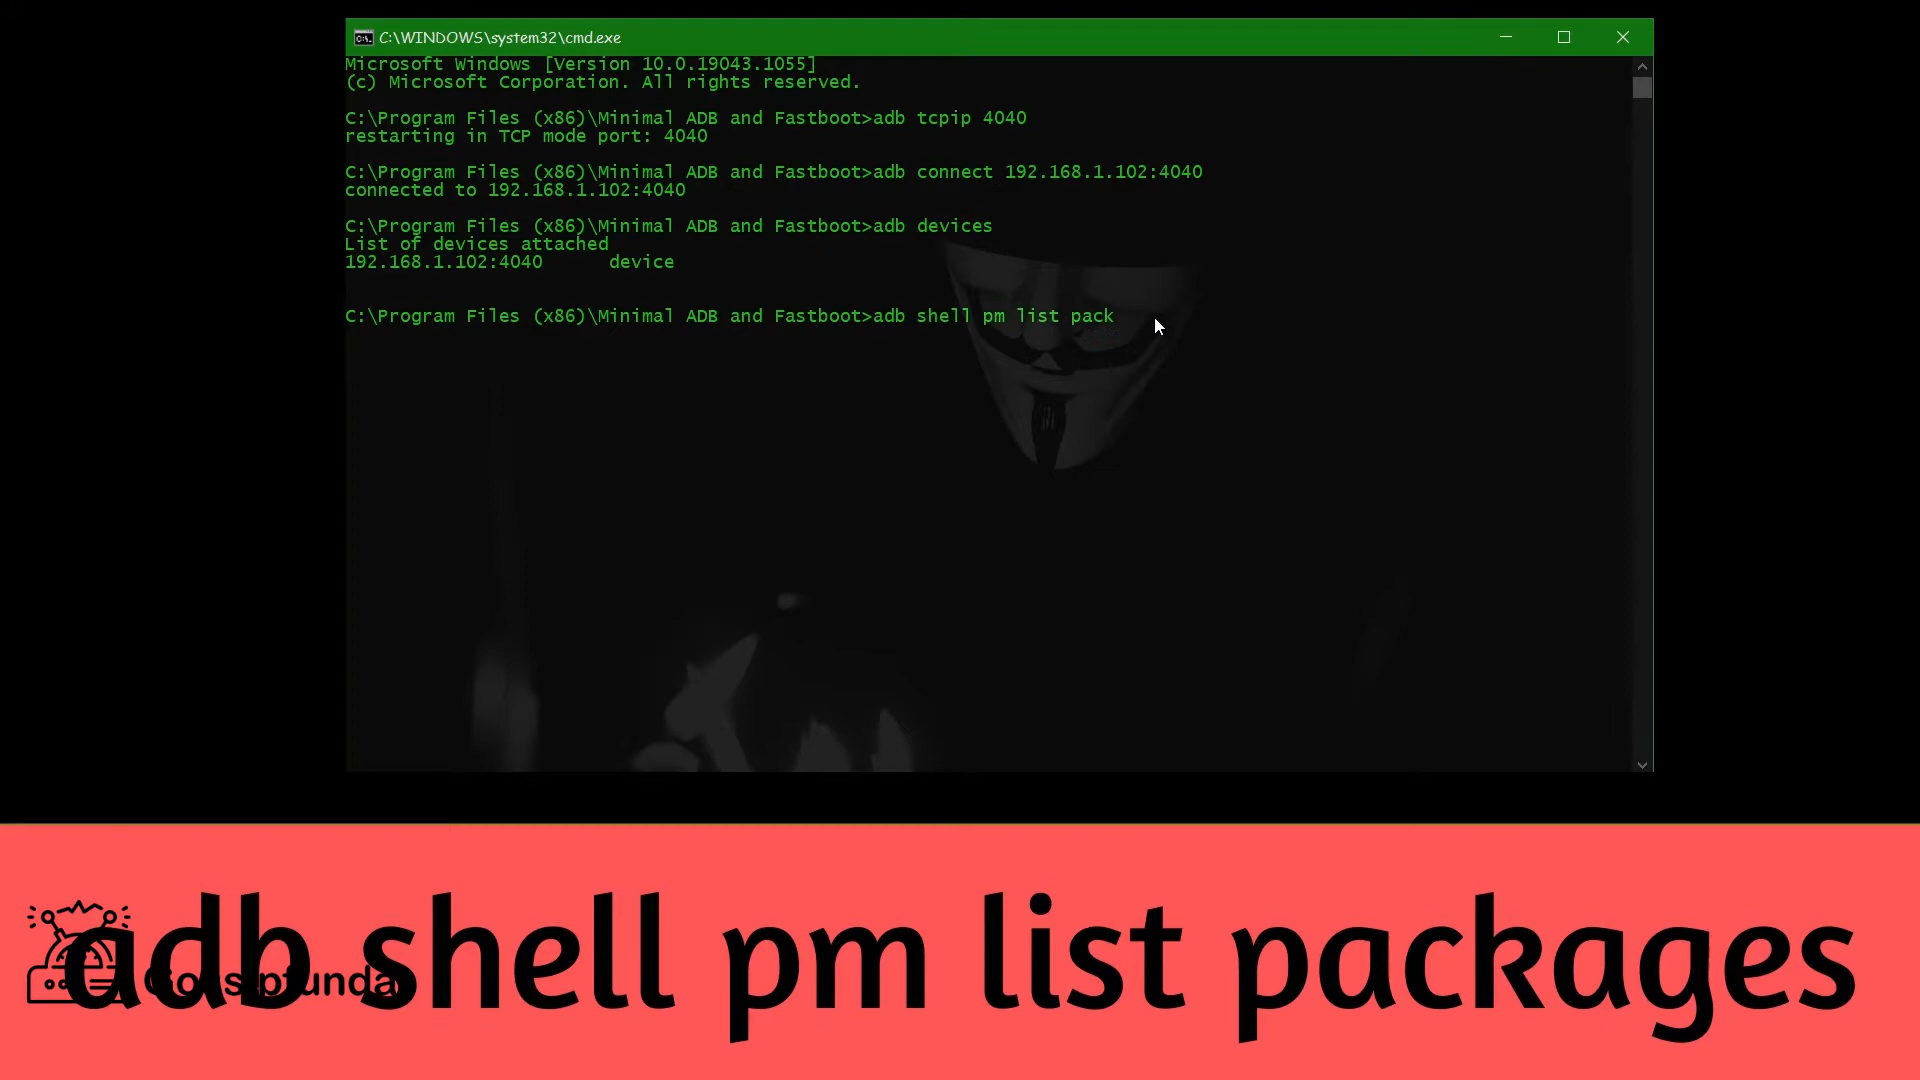 C:\WINDOWS\system32\cmd.exe
Microsoft Windows [Version 10.0.19043.1055]
(c) Microsoft Corporation. All rights reserved.
C:\Program Files (x86)\Minimal ADB and Fastboot>adb tcpip 4040
restarting in TCP mode port: 4040
C:\Program Files (x86)\Minimal ADB and Fastboot>adb connect 192.168.1.102:4040
connected to 192.168.1.102:4040
C:\Program Files (x86)\Minimal ADB and Fastboot>adb devices
List of devices attached
192.168.1.102:4040 device
C:\Program Files (x86)\Minimal ADB and Fastboot>adb shell pm list pack
adb shell pm list packages